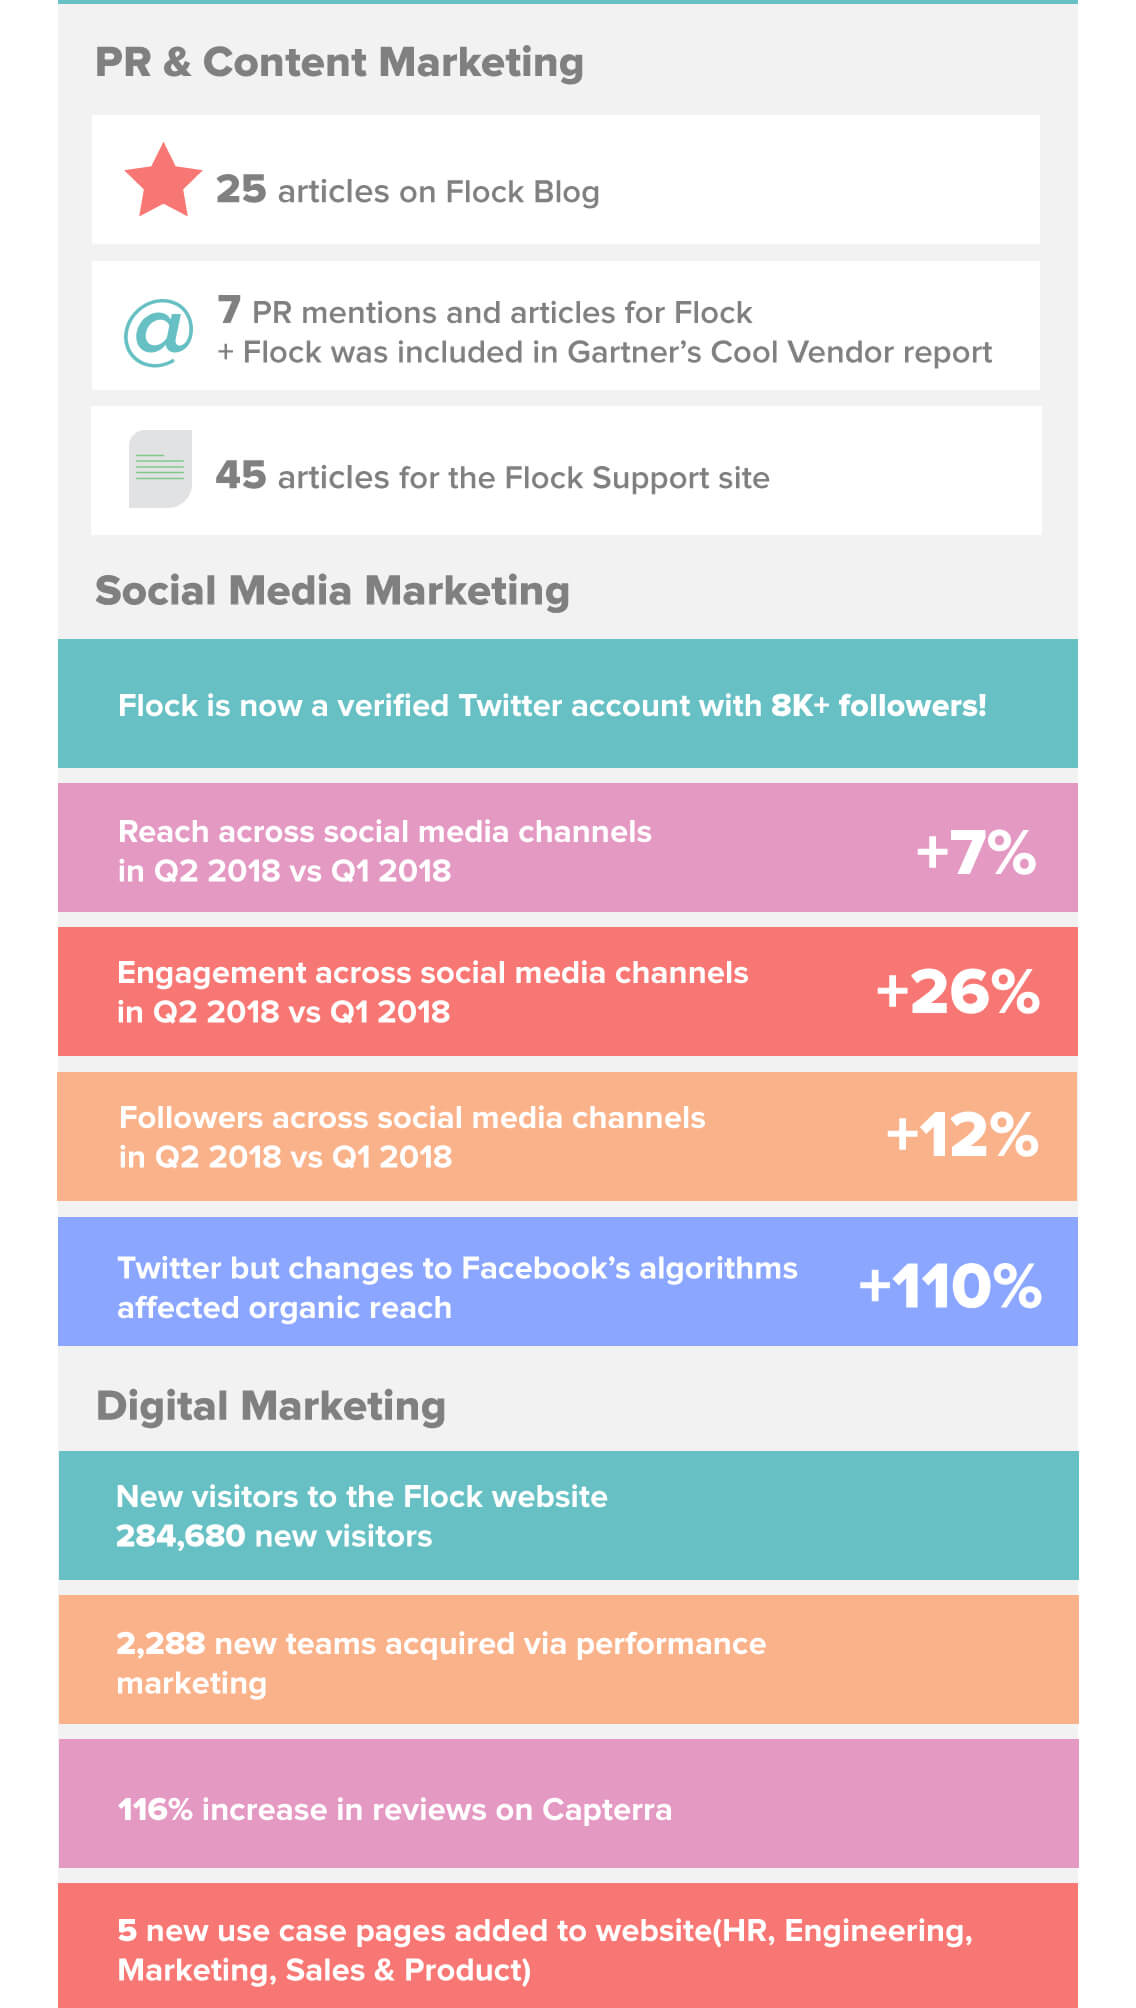 PR & Content Marketing
25 articles on Flock Blog
@
7 PR mentions and articles for Flock
+ Flock was included in Gartner's Cool Vendor report
45 articles for the Flock Support site
Social Media Marketing
Flock is now a verified Twitter account with 8K+ followers!
Reach across social media channels
in Q2 2018 vs Q1 2018
+7%
Engagement across social media channels
in Q2 2018 vs Q1 2018
+26%
Followers across social media channels
in Q2 2018 vs Q1 2018
+12%
Twitter but changes to Facebook's algorithms
affected organic reach
+110%
Digital Marketing
New visitors to the Flock website
284,680 new visitors
2,288 new teams acquired via performance
marketing
116% increase in reviews on Capterra
5 new use case pages added to website(HR, Engineering,
Marketing, Sales & Product)